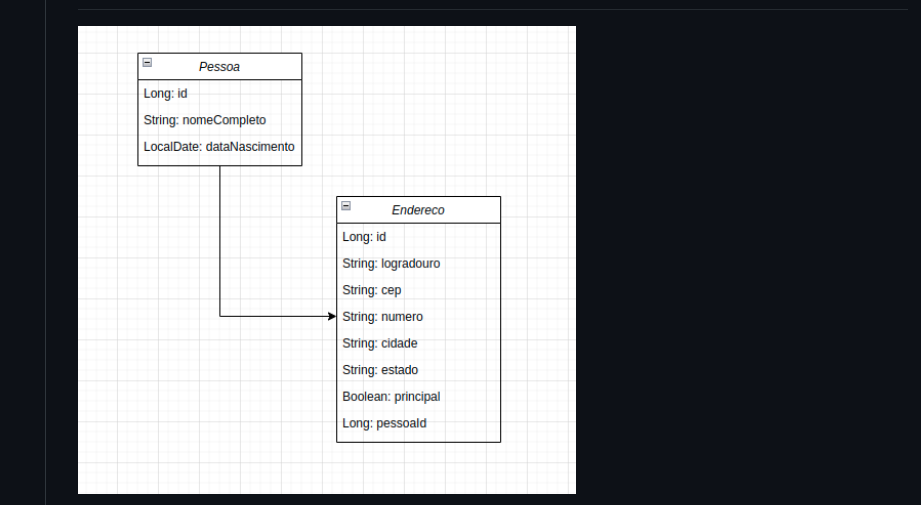 Pessoa
Long: id
String: nomeCompleto
LocalDate: dataNascimento
Endereco
Long: id
String: logradouro
String: cep
String: numero
String: cidade
String: estado
Boolean: principal
Long: pessoaId